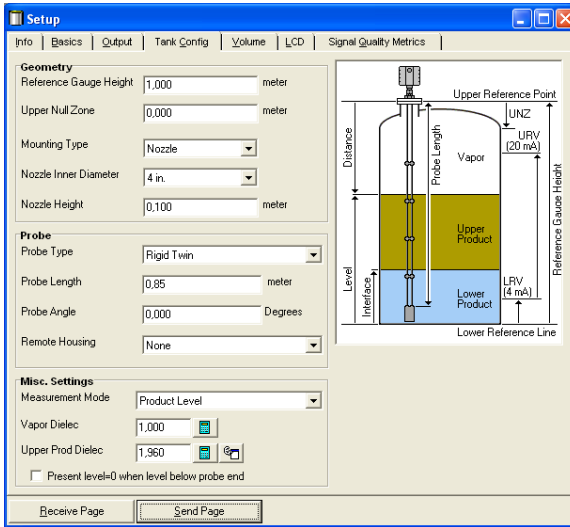 Setup
Info Basics Output Tank Config Volume LCD Signal Quality Metrics
Geometry
Reference Gauge Height 1,000 meter
Upper Null Zone 0,000 meter
Mounting Type Nozzle
Nozzle Inner Diameter 4 in.
Nozzle Height 0,100 meter
Probe
Probe Type Rigid Twin
Probe Length 0,85 meter
Probe Angle 0,000 Degrees
Remote Housing None
Misc. Settings
Measurement Mode Product Level
Vapor Dielec 1,000
Upper Prod Dielec 1,960
Present level=0 when level below probe end
Receive Page Send Page
Upper Reference Point
UNZ
URV
(20 mA)
Distance
Probe Length
Vapor
Reference Gauge Height
Upper
Product
Level
Interface
Lower
Product
LRV
(4 mA)
Lower Reference Line